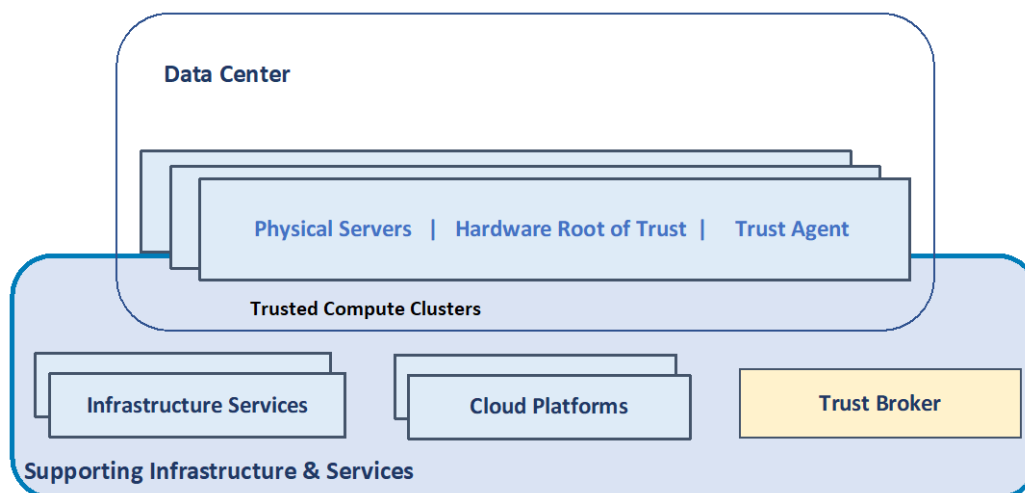 Data Center
Physical Servers | Hardware Root of Trust | Trust Agent
Trusted Compute Clusters
Infrastructure Services
Cloud Platforms
Trust Broker
Supporting Infrastructure & Services